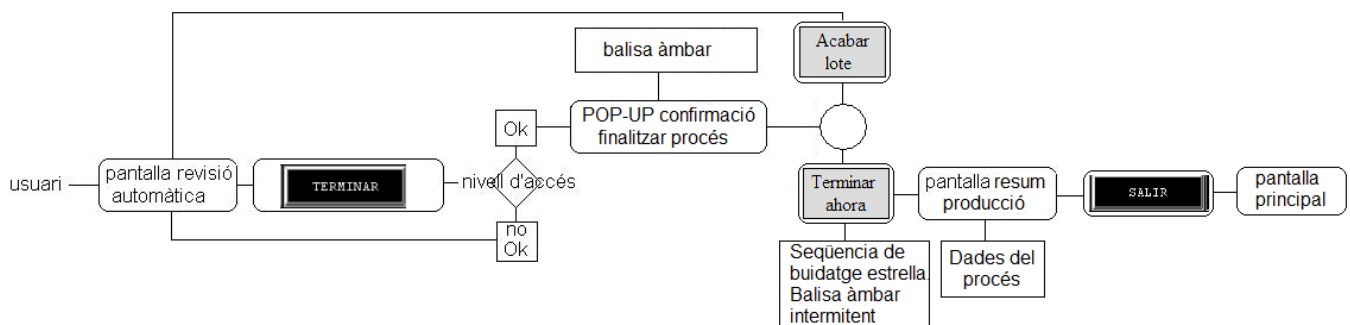 usuari
pantalla revisió
automàtica
TERMINAR
nivell d'accés
Ok
no
Ok
balisa àmbar
POP-UP confirmació
finalitzar procés
Acabar
lote
Terminar
ahora
Seqüencia de
buidatge estrella.
Balisa àmbar
intermitent
pantalla resum
producció
Dades del
procés
SALIR
pantalla
principal